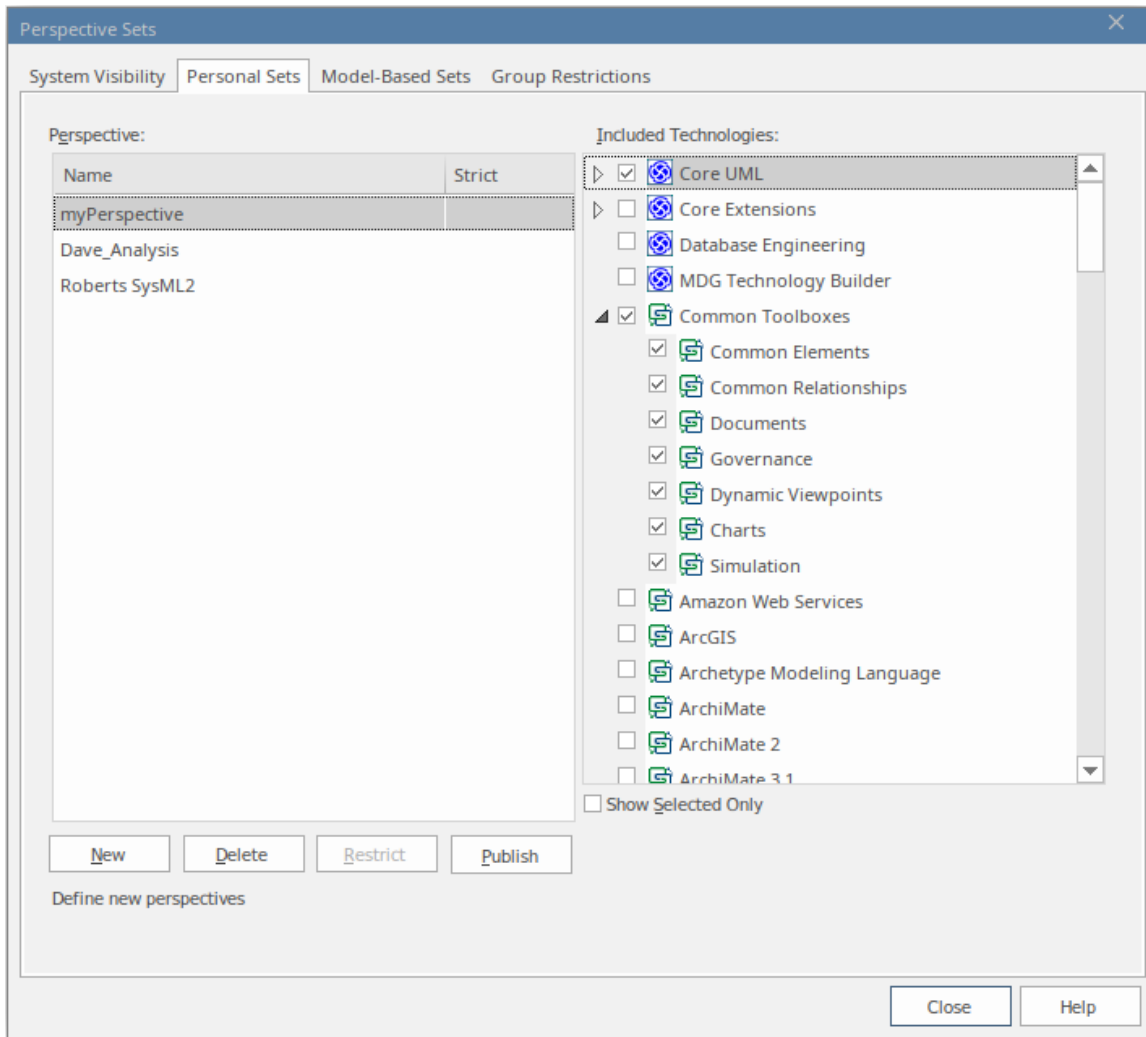 Perspective Sets
System Visibility Personal Sets Model-Based Sets Group Restrictions
Perspective:
Name Strict
myPerspective
Dave_Analysis
Roberts SysML2
New Delete Restrict Publish
Define new perspectives
Included Technologies:
Core UML
Core Extensions
Database Engineering
MDG Technology Builder
Common Toolboxes
Common Elements
Common Relationships
Documents
Governance
Dynamic Viewpoints
Charts
Simulation
Amazon Web Services
ArcGIS
Archetype Modeling Language
ArchiMate
ArchiMate 2
ArchiMate 3.1
Show Selected Only
Close Help